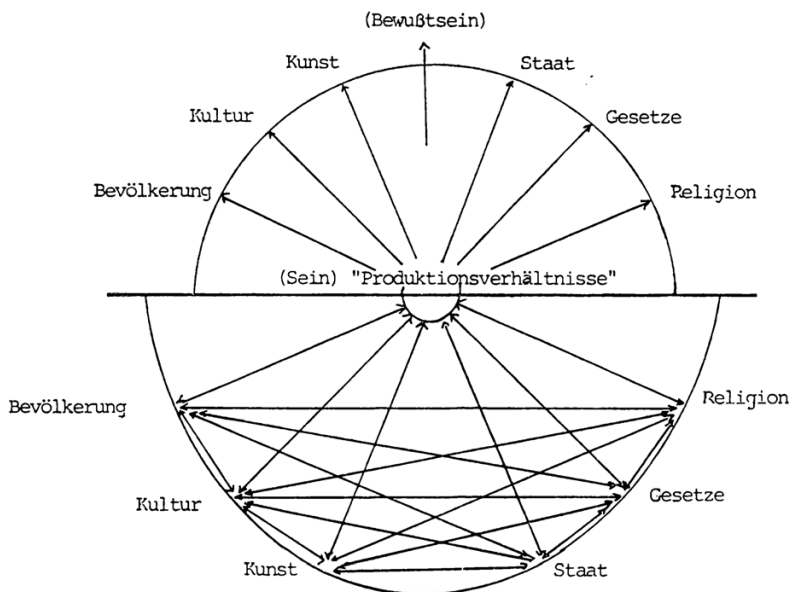 (Bewußtsein)
Kunst
Staat
Kultur
Gesetze
Bevölkerung
Religion
(Sein) "Produktionsverhältnisse"
Bevölkerung
Religion
Kultur
Gesetze
Kunst
Staat